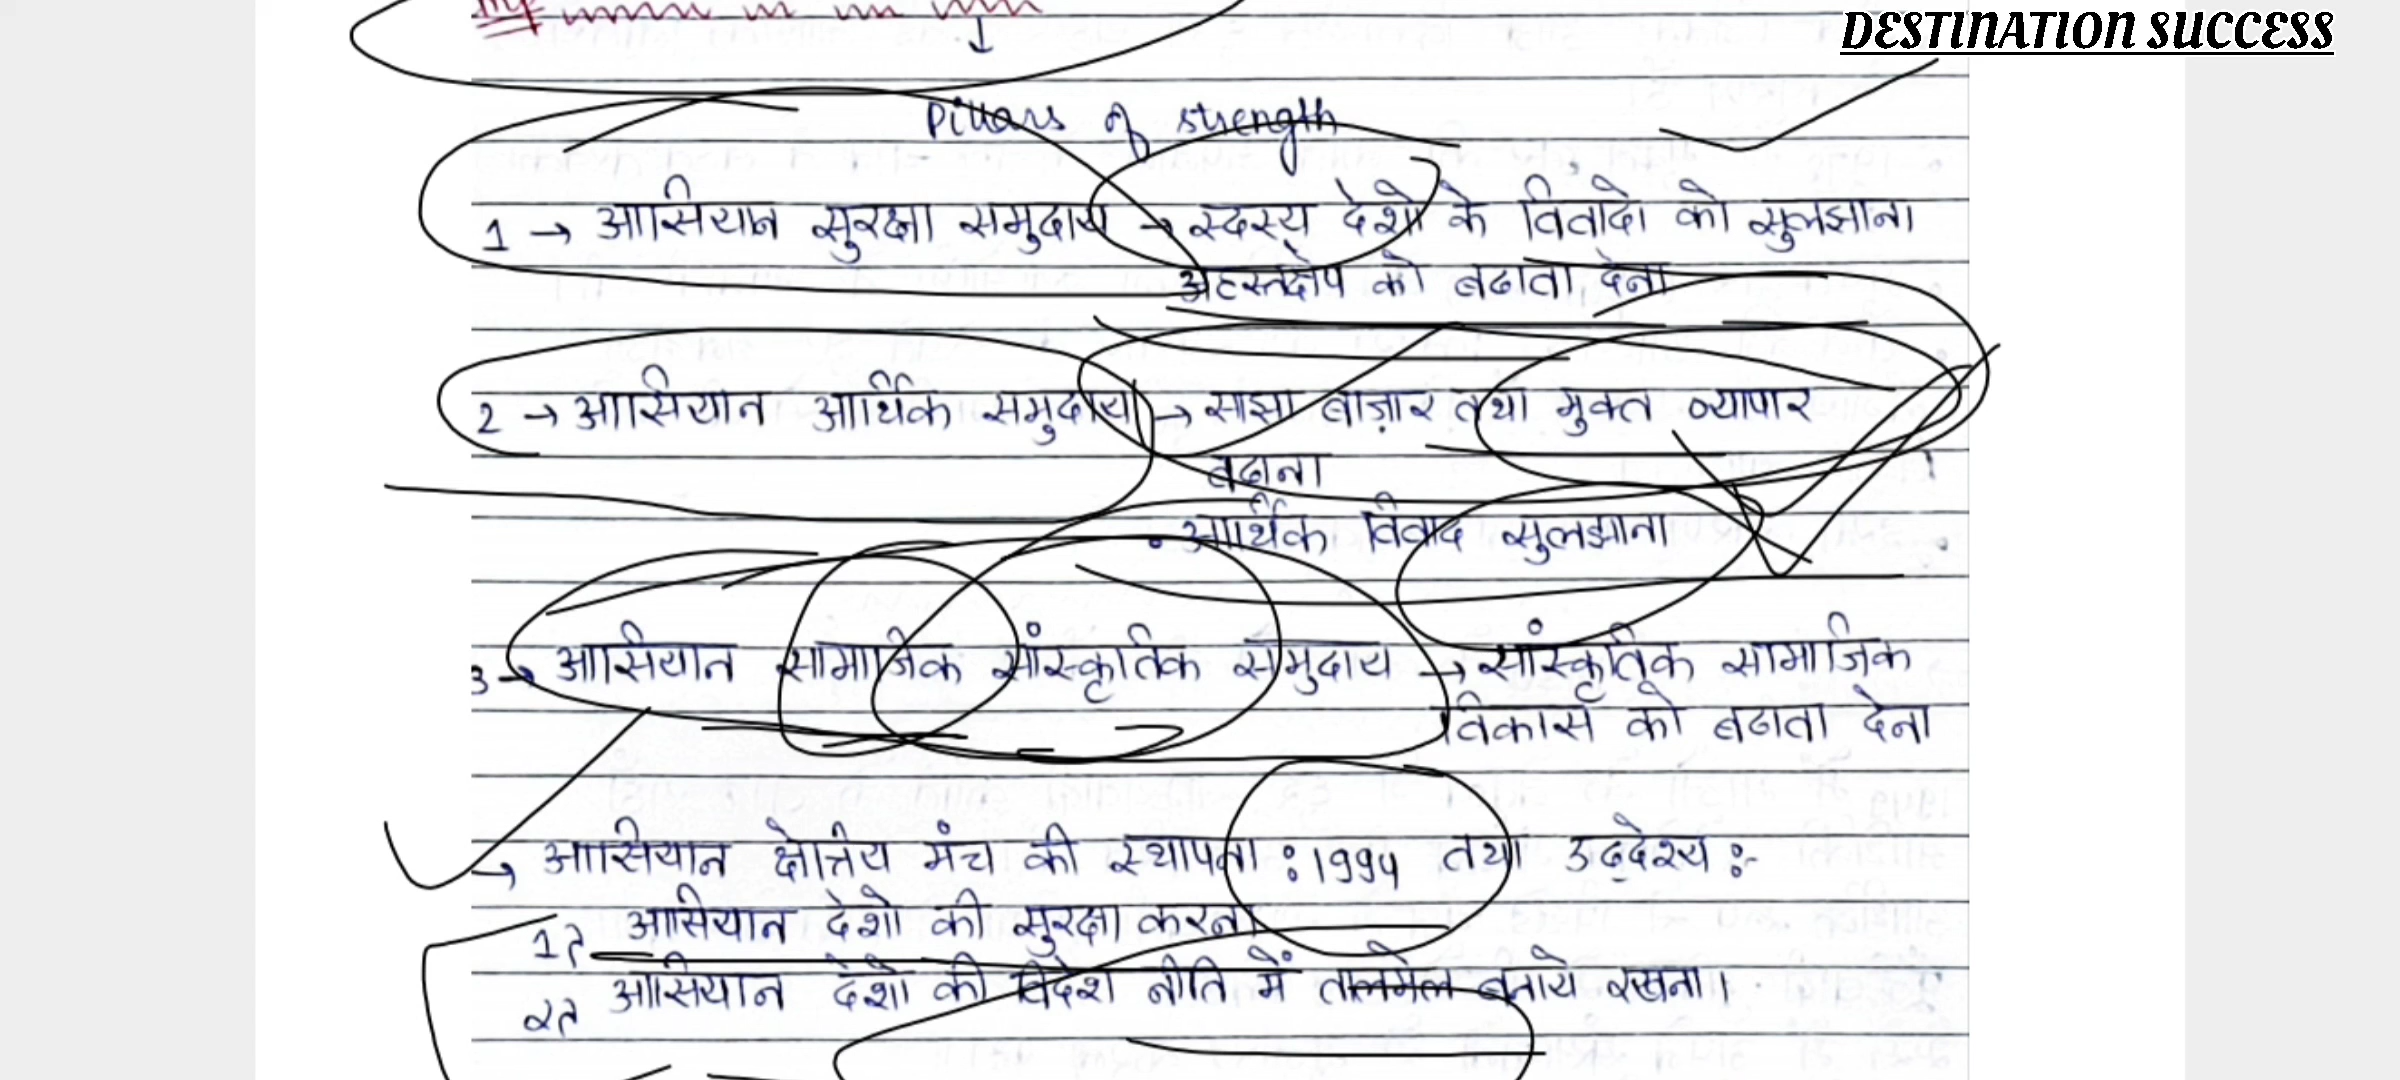 DESTINATION SUCCESS
Pillars of strength
1 → आसियान सुरक्षा समुदाय → स्दस्य देशो के विवादो को सुलझाना
अहस्तक्षेप को बढावा देना
2 → आसियान आर्थिक समुदाय → साझा बाज़ार तथा मुक्त व्यापार
बढाना
• आर्थिक विवाद सुलझाना
3 → आसियान सामाजिक सांस्कृतिक समुदाय → सांस्कृतिक सामाजिक
विकास को बढावा देना
→ आसियान क्षेत्रिय मंच की स्थापना : 1994 तथा उद्देश्य :-
1) आसियान देशो की सुरक्षा करना
2) आसियान देशो की विदेश नीति में तालमेल बनाये रखना।